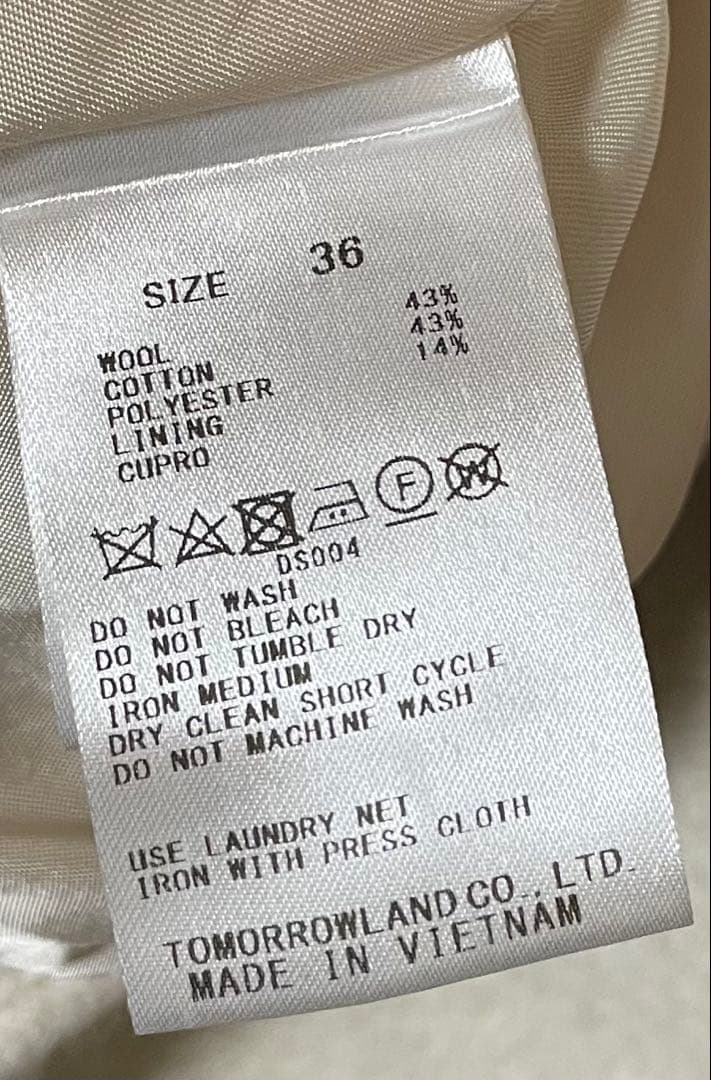 SIZE 36
WOOL 43%
COTTON 43%
POLYESTER 14%
LINING
CUPRO
F W
DS004
DO NOT WASH
DO NOT BLEACH
DO NOT TUMBLE DRY
IRON MEDIUM
DRY CLEAN SHORT CYCLE
DO NOT MACHINE WASH
USE LAUNDRY NET
IRON WITH PRESS CLOTH
TOMORROWLAND CO., LTD.
MADE IN VIETNAM